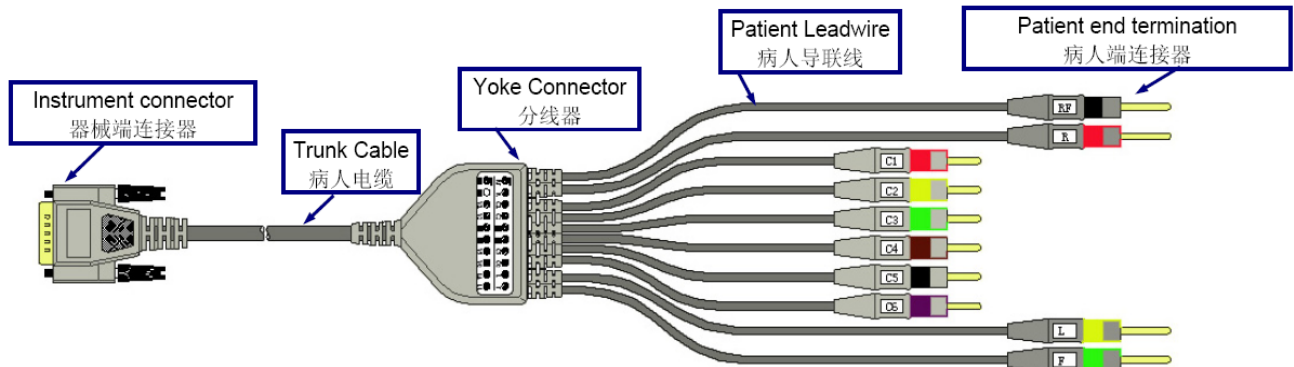 Patient Leadwire
病人导联线
Patient end termination
病人端连接器
Instrument connector
器械端连接器
Yoke Connector
分线器
Trunk Cable
病人电缆
RF
R
C1
C2
C3
C4
C5
C6
L
F